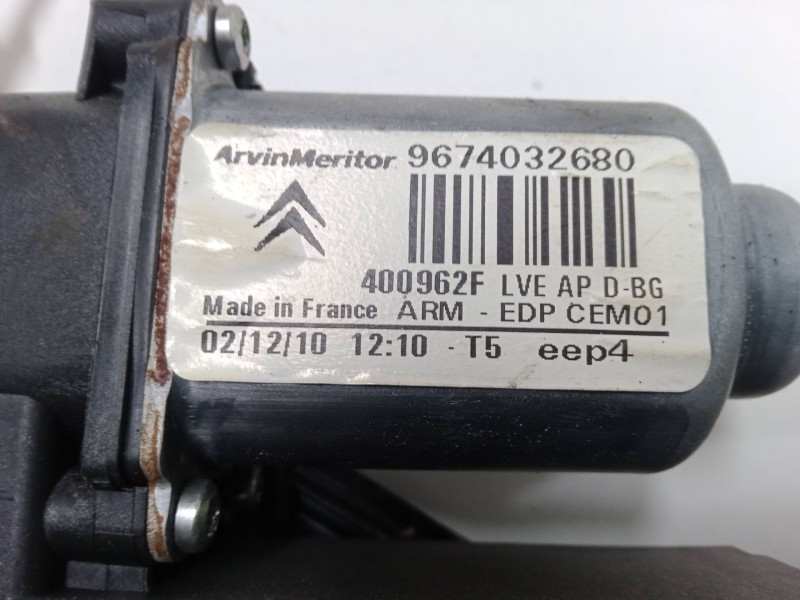 ArvinMeritor 9674032680
400962F LVE AP D-BG
Made in France ARM - EDP CEM01
02/12/10 12:10 - T5 eep4